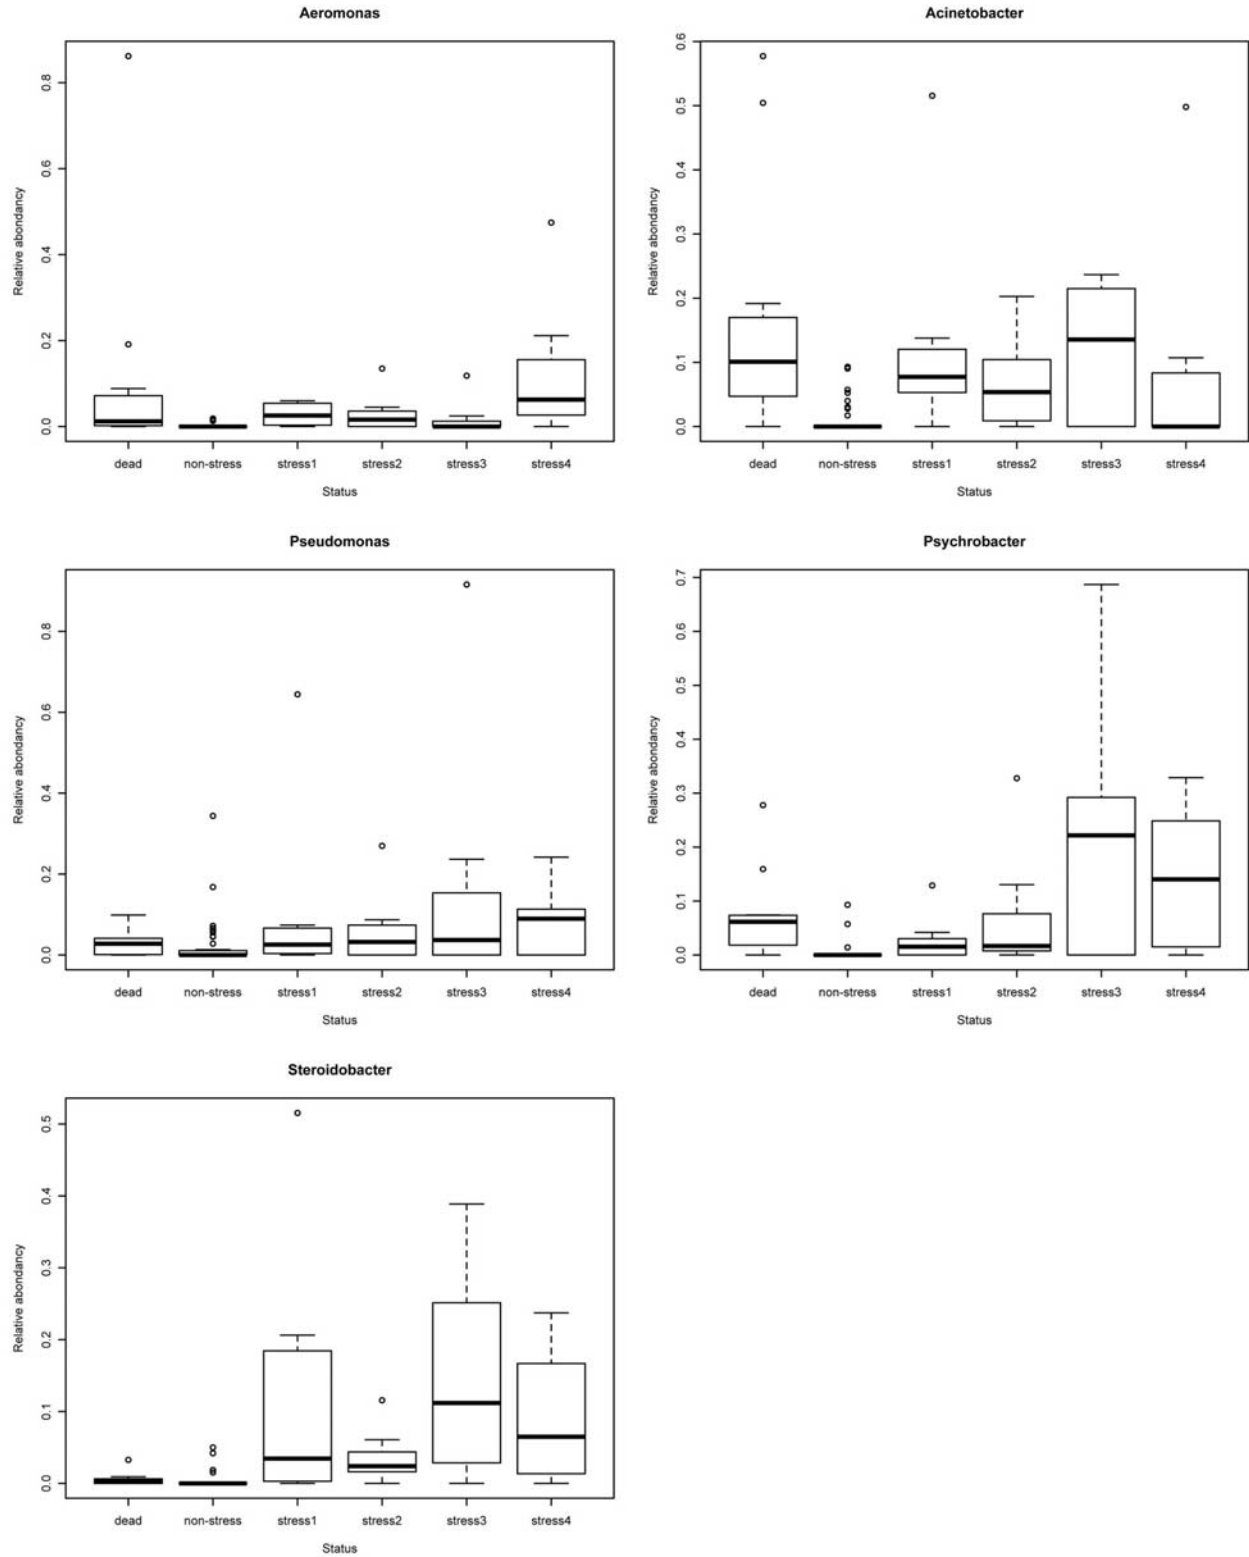 Aeromonas
Relative abondancy
0.0 0.2 0.4 0.6 0.8
dead non-stress stress1 stress2 stress3 stress4
Status
Acinetobacter
Relative abondancy
0.0 0.1 0.2 0.3 0.4 0.5 0.6
dead non-stress stress1 stress2 stress3 stress4
Status
Pseudomonas
Relative abondancy
0.0 0.2 0.4 0.6 0.8
dead non-stress stress1 stress2 stress3 stress4
Status
Psychrobacter
Relative abondancy
0.0 0.1 0.2 0.3 0.4 0.5 0.6 0.7
dead non-stress stress1 stress2 stress3 stress4
Status
Steroidobacter
Relative abondancy
0.0 0.1 0.2 0.3 0.4 0.5
dead non-stress stress1 stress2 stress3 stress4
Status